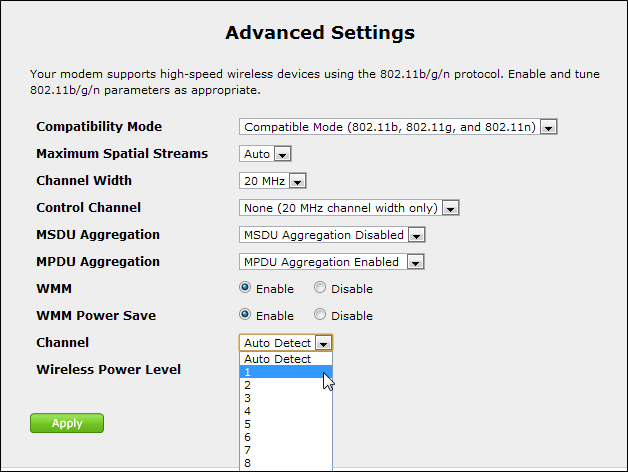 Advanced Settings
Your modem supports high-speed wireless devices using the 802.11b/g/n protocol. Enable and tune
802.11b/g/n parameters as appropriate.
Compatibility Mode Compatible Mode (802.11b, 802.11g, and 802.11n)
Maximum Spatial Streams Auto
Channel Width 20 MHz
Control Channel None (20 MHz channel width only)
MSDU Aggregation MSDU Aggregation Disabled
MPDU Aggregation MPDU Aggregation Enabled
WMM Enable Disable
WMM Power Save Enable Disable
Channel Auto Detect
Auto Detect
Wireless Power Level 1
2
3
4
Apply 5
6
7
8